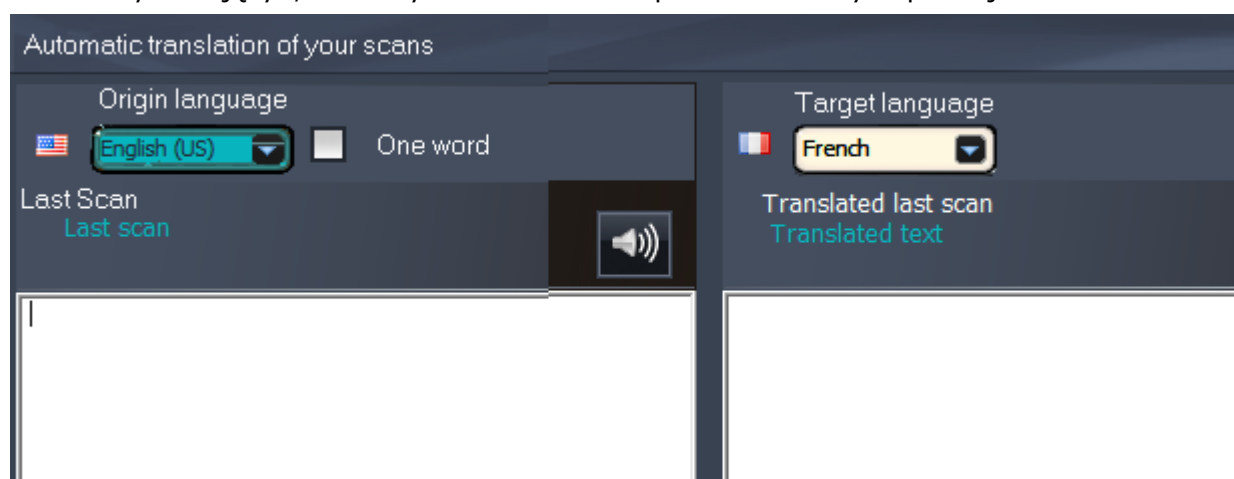 Automatic translation of your scans
Origin language
English (US)
One word
Last Scan
Last scan
Target language
French
Translated last scan
Translated text